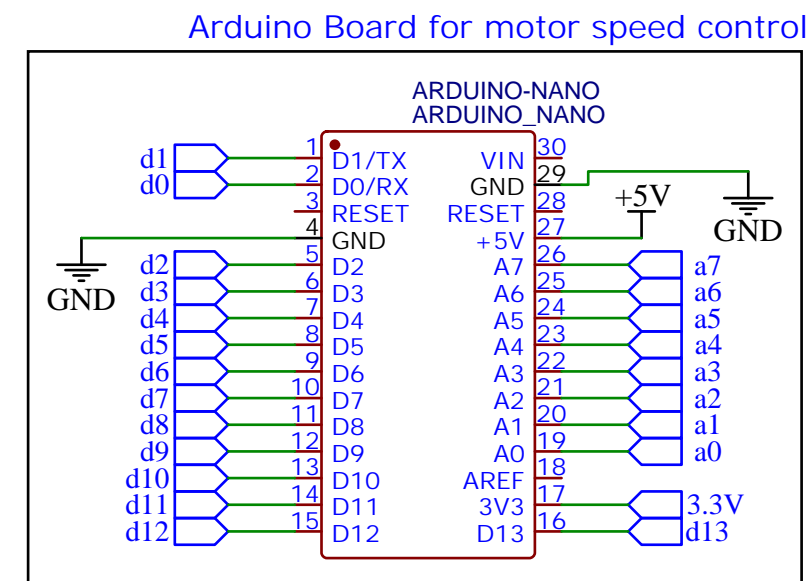 Arduino Board for motor speed control
ARDUINO-NANO
ARDUINO_NANO
d1 1 D1/TX VIN 30
d0 2 D0/RX GND 29 GND
3 RESET RESET 28 +5V
GND 4 GND +5V 27
d2 5 D2 A7 26 a7
d3 6 D3 A6 25 a6
d4 7 D4 A5 24 a5
d5 8 D5 A4 23 a4
d6 9 D6 A3 22 a3
d7 10 D7 A2 21 a2
d8 11 D8 A1 20 a1
d9 12 D9 A0 19 a0
d10 13 D10 AREF 18
d11 14 D11 3V3 17 3.3V
d12 15 D12 D13 16 d13